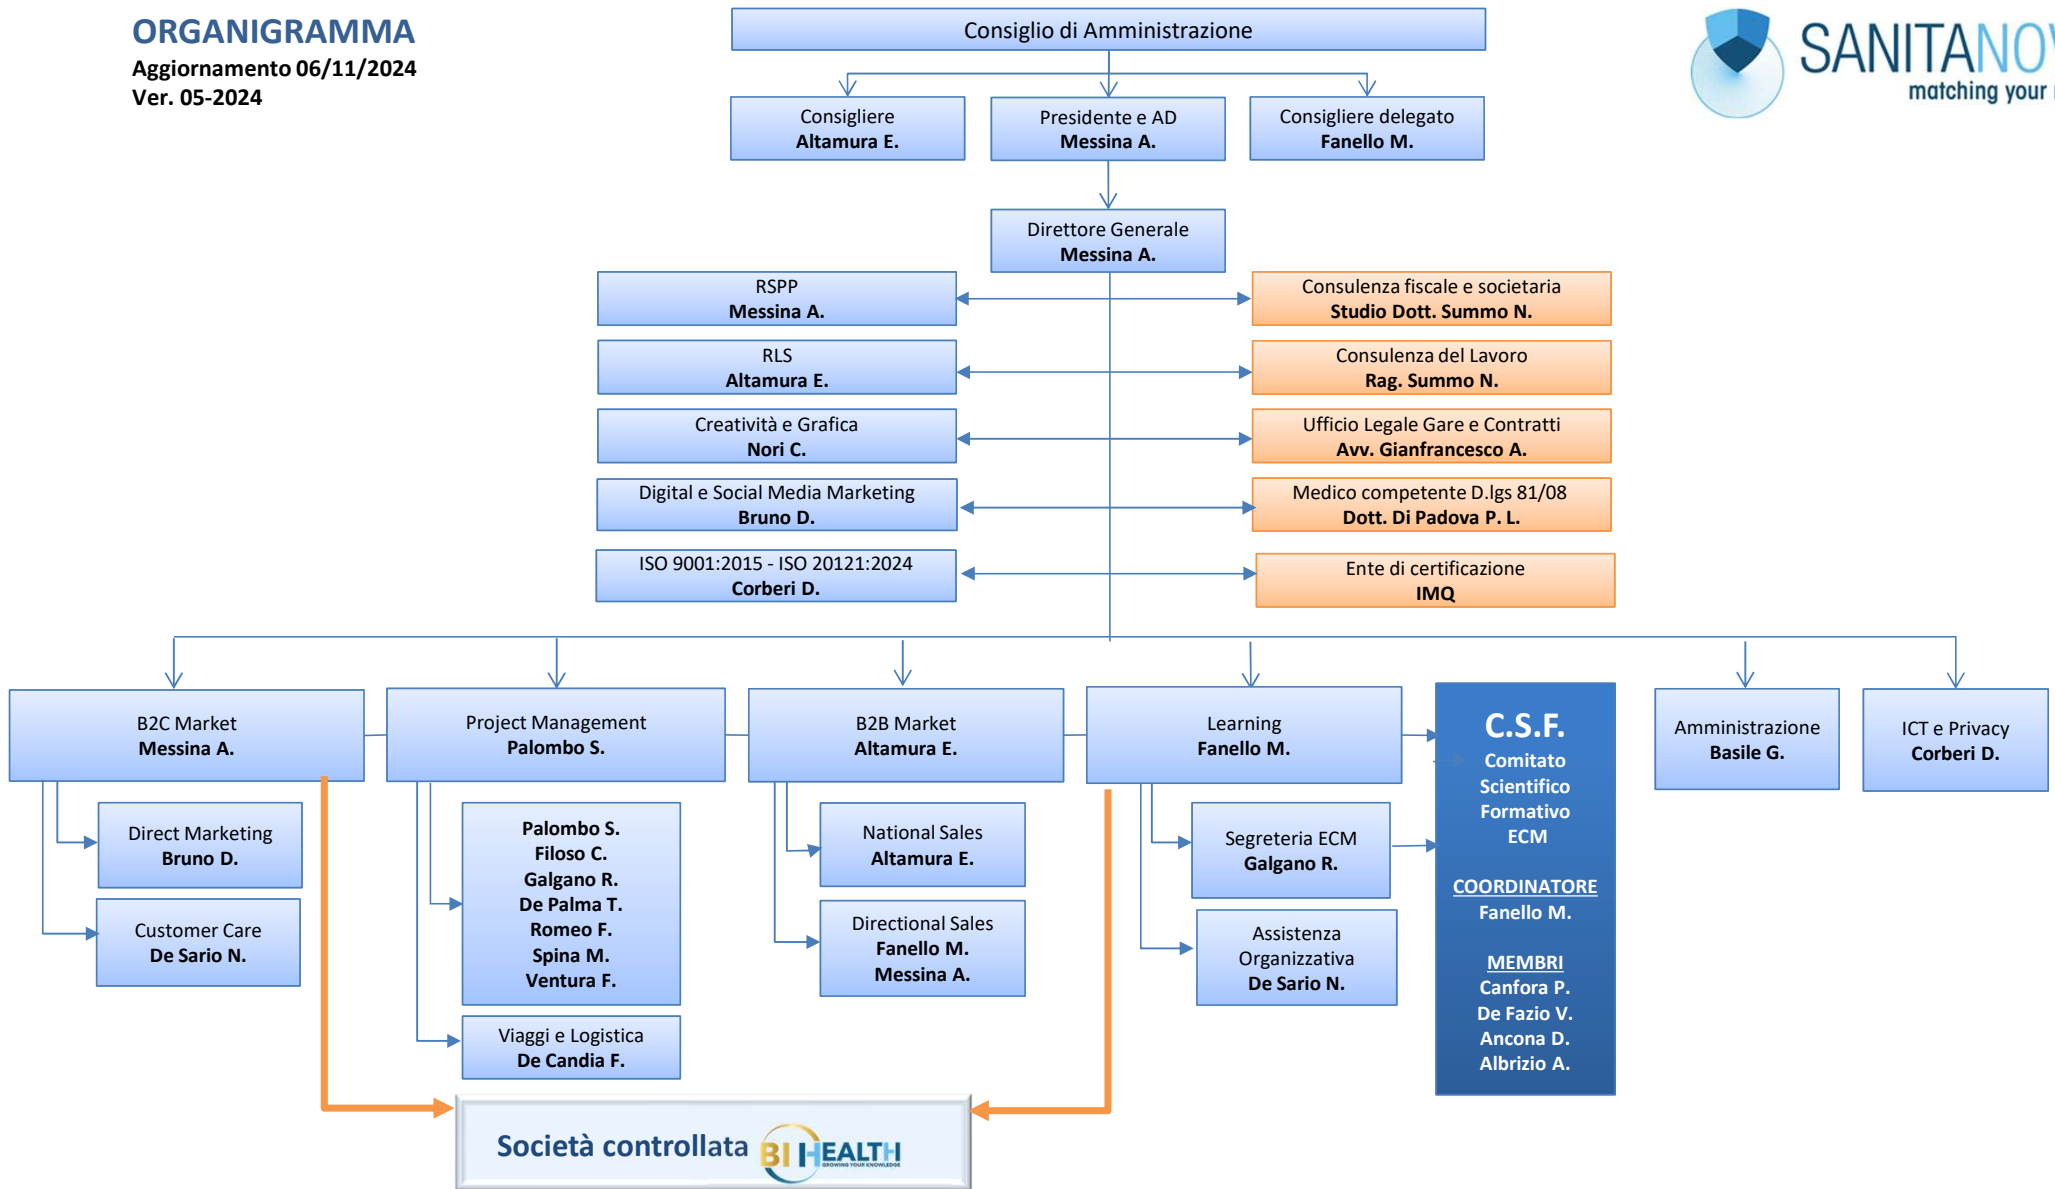 ORGANIGRAMMA
Aggiornamento 06/11/2024
Ver. 05-2024
Consiglio di Amministrazione
SANITANOV
matching your
Consigliere
Altamura E.
Presidente e AD
Messina A.
Consigliere delegato
Fanello M.
Direttore Generale
Messina A.
RSPP
Messina A.
Consulenza fiscale e societaria
Studio Dott. Summo N.
RLS
Altamura E.
Consulenza del Lavoro
Rag. Summo N.
Creatività e Grafica
Nori C.
Ufficio Legale Gare e Contratti
Avv. Gianfrancesco A.
Digital e Social Media Marketing
Bruno D.
Medico competente D.lgs 81/08
Dott. Di Padova P. L.
ISO 9001:2015 - ISO 20121:2024
Corberi D.
Ente di certificazione
IMQ
B2C Market
Messina A.
Project Management
Palombo S.
B2B Market
Altamura E.
Learning
Fanello M.
C.S.F.
Comitato
Scientifico
Formativo
ECM
COORDINATORE
Fanello M.
MEMBRI
Canfora P.
De Fazio V.
Ancona D.
Albrizio A.
Amministrazione
Basile G.
ICT e Privacy
Corberi D.
Direct Marketing
Bruno D.
Customer Care
De Sario N.
Palombo S.
Filoso C.
Galgano R.
De Palma T.
Romeo F.
Spina M.
Ventura F.
Viaggi e Logistica
De Candia F.
National Sales
Altamura E.
Directional Sales
Fanello M.
Messina A.
Segreteria ECM
Galgano R.
Assistenza
Organizzativa
De Sario N.
Società controllata
BI HEALTH
GROWING YOUR KNOWLEDGE